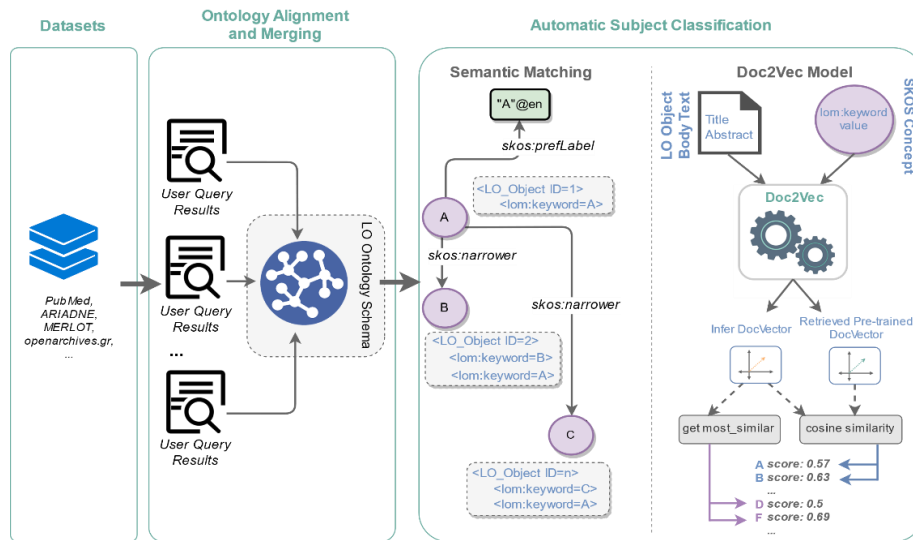 Datasets
Ontology Alignment
and Merging
Automatic Subject Classification
PubMed,
ARIADNE,
MERLOT,
openarchives.gr,
...
User Query
Results
User Query
Results
...
User Query
Results
LO Ontology Schema
Semantic Matching
"A"@en
skos:prefLabel
<LO_Object ID=1>
<lom:keyword=A>
A
skos:narrower
skos:narrower
B
<LO_Object ID=2>
<lom:keyword=B>
<lom:keyword=A>
C
<LO_Object ID=n>
<lom:keyword=C>
<lom:keyword=A>
Doc2Vec Model
LO Object
Body Text
Title
Abstract
lom:keyword
value
SKOS Concept
Doc2Vec
Infer DocVector
Retrieved Pre-trained
DocVector
get most_similar
cosine similarity
A score: 0.57
B score: 0.63
...
D score: 0.5
F score: 0.69
...